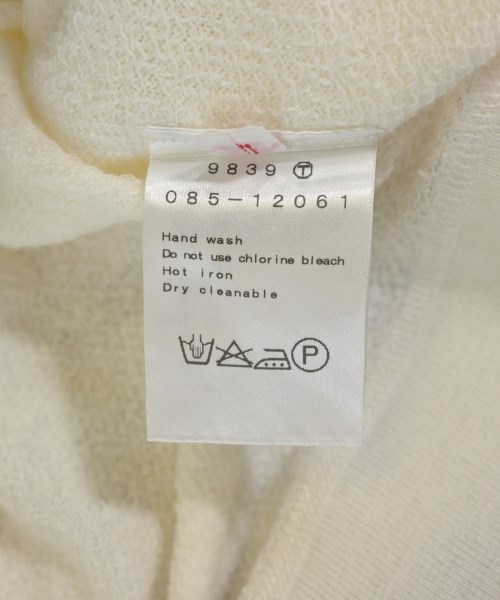 9839 Ⓣ
085-12061
Hand wash
Do not use chlorine bleach
Hot iron
Dry cleanable
P